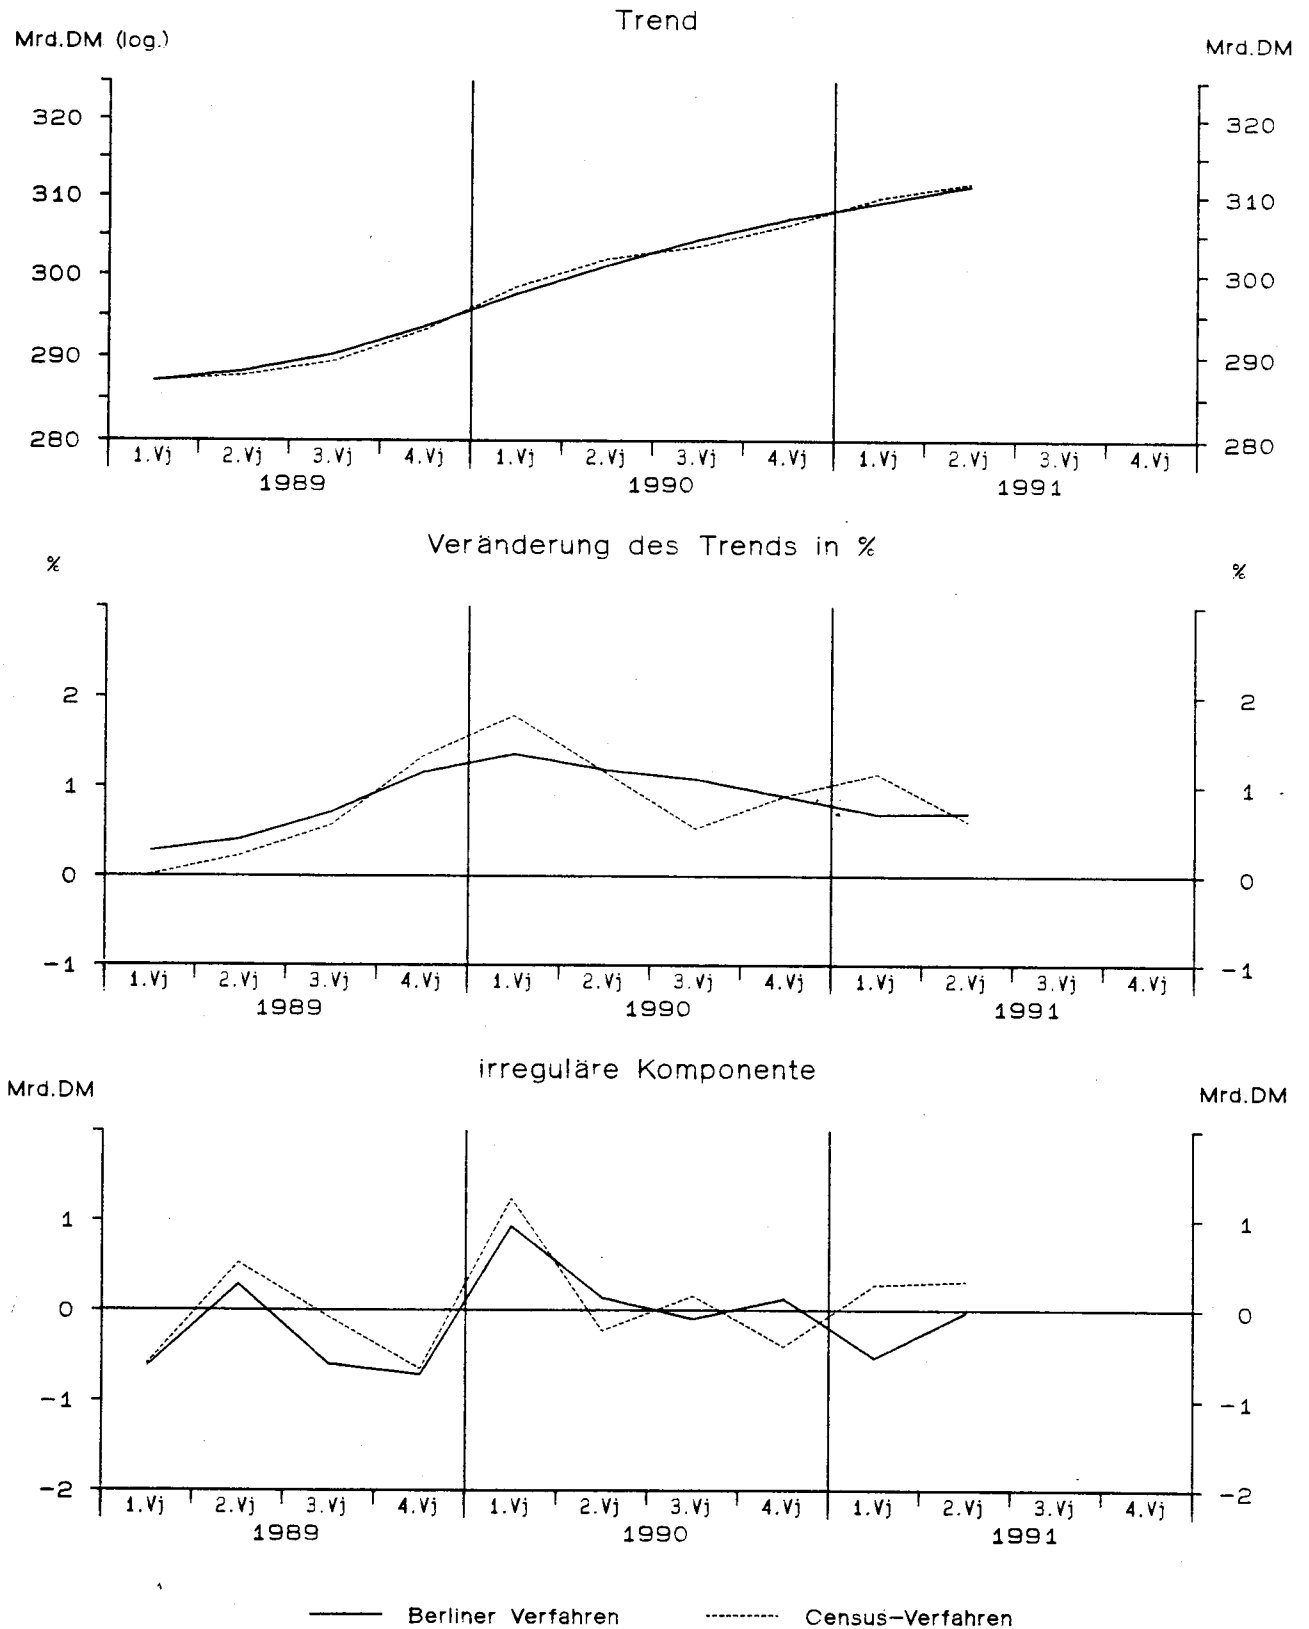 Trend
Mrd.DM (log.) Mrd.DM
320 320
310 310
300 300
290 290
280 280
1.Vj 2.Vj 3.Vj 4.Vj 1.Vj 2.Vj 3.Vj 4.Vj 1.Vj 2.Vj 3.Vj 4.Vj
1989 1990 1991
Veränderung des Trends in %
% %
2 2
1 1
0 0
-1 -1
1.Vj 2.Vj 3.Vj 4.Vj 1.Vj 2.Vj 3.Vj 4.Vj 1.Vj 2.Vj 3.Vj 4.Vj
1989 1990 1991
irreguläre Komponente
Mrd.DM Mrd.DM
1 1
0 0
-1 -1
-2 -2
1.Vj 2.Vj 3.Vj 4.Vj 1.Vj 2.Vj 3.Vj 4.Vj 1.Vj 2.Vj 3.Vj 4.Vj
1989 1990 1991
Berliner Verfahren Census-Verfahren